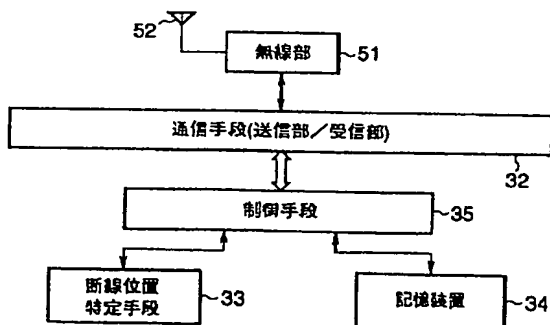 52
無線部
51
通信手段(送信部/受信部)
32
制御手段
35
断線位置
特定手段
33
記憶装置
34